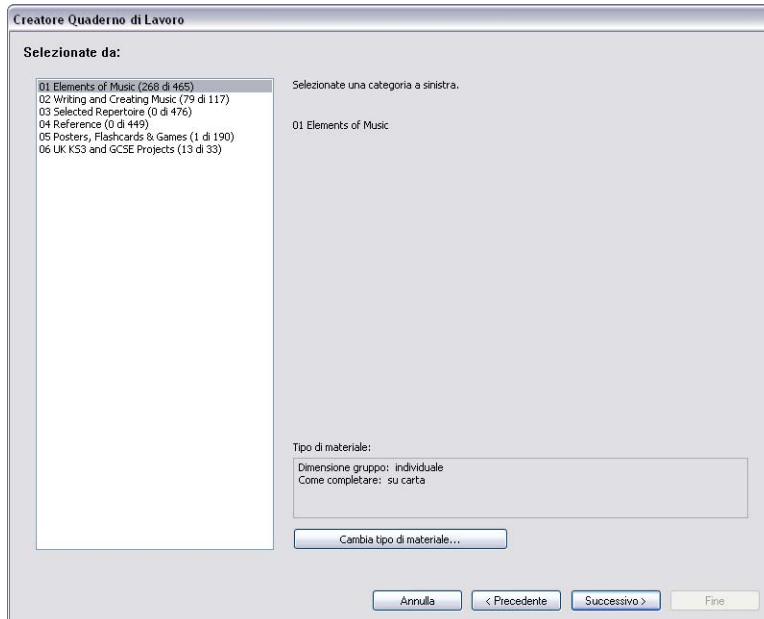 Creatore Quaderno di Lavoro
Selezionate da:
01 Elements of Music (268 di 465)
02 Writing and Creating Music (79 di 117)
03 Selected Repertoire (0 di 476)
04 Reference (0 di 449)
05 Posters, Flashcards & Games (1 di 190)
06 UK KS3 and GCSE Projects (13 di 33)
Selezionate una categoria a sinistra.
01 Elements of Music
Tipo di materiale:
Dimensione gruppo: individuale
Come completare: su carta
Cambia tipo di materiale...
Annulla
< Precedente
Successivo >
Fine